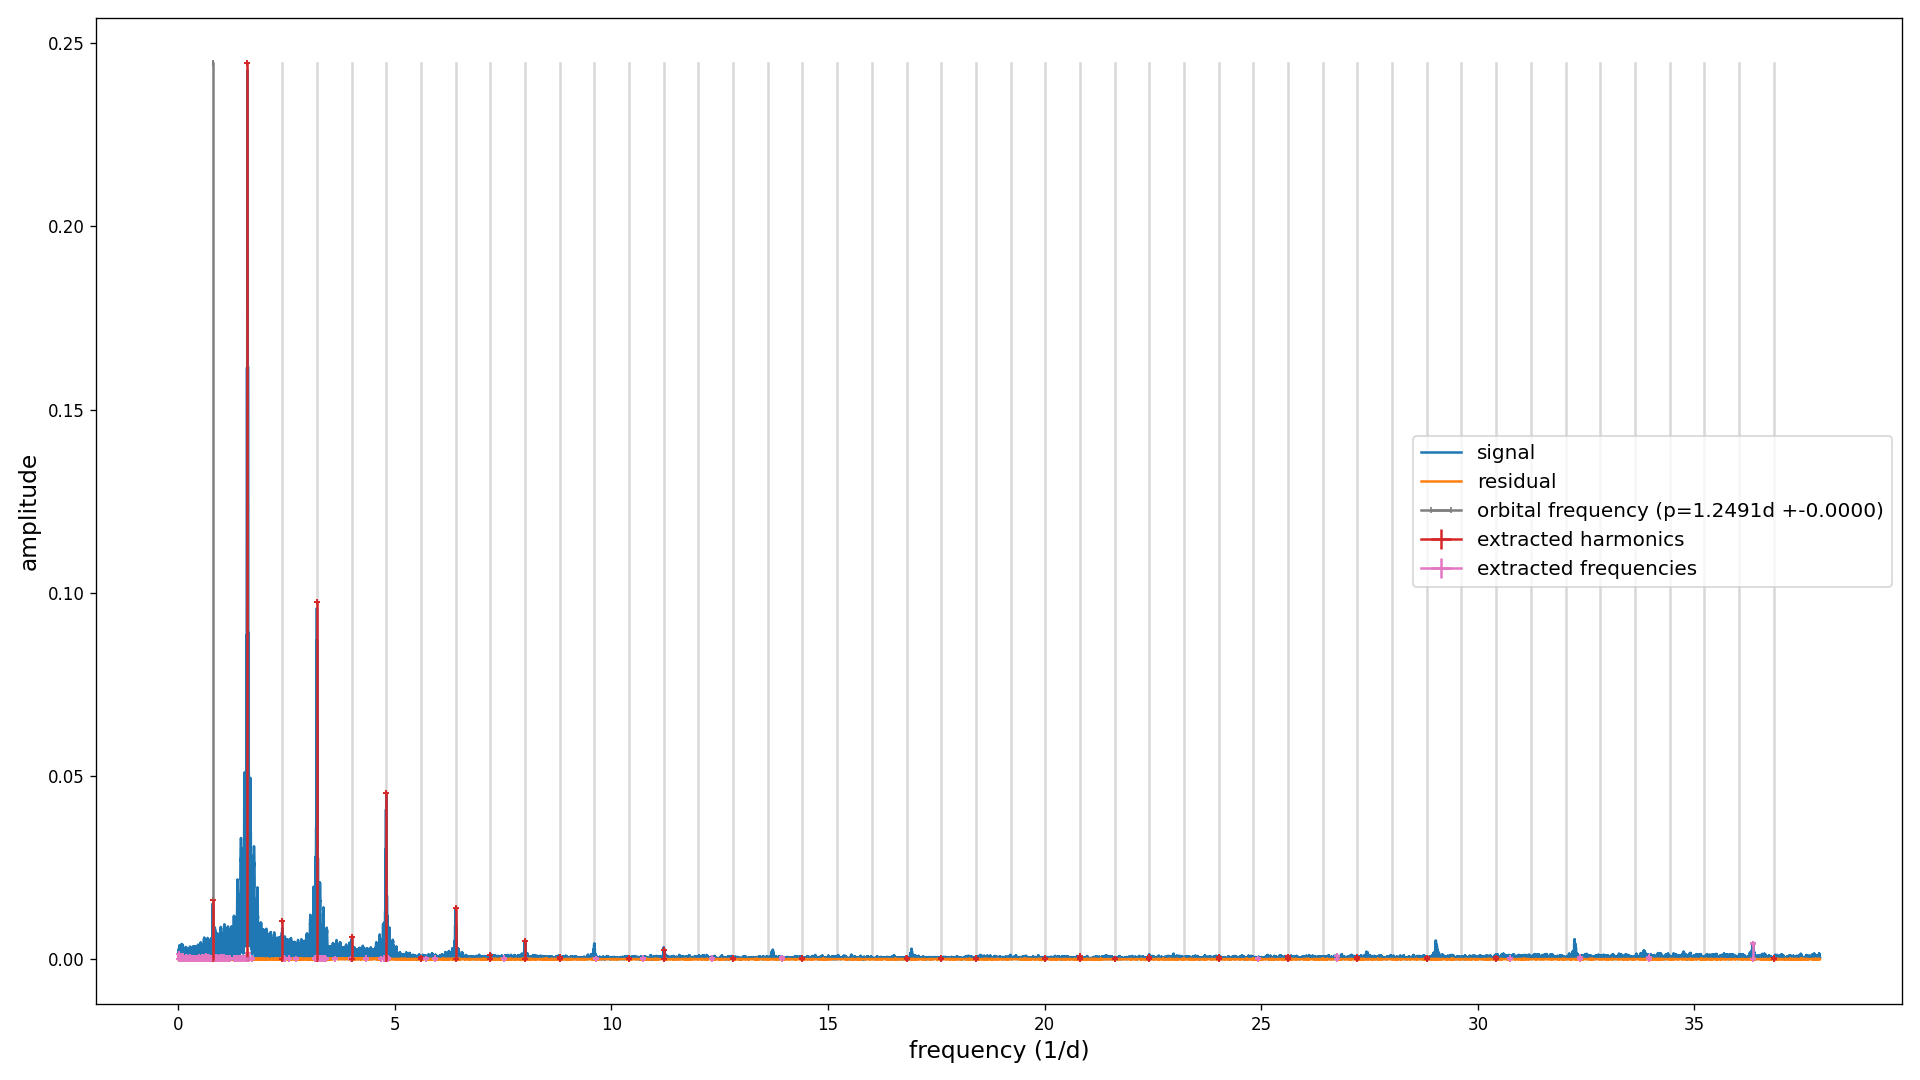 0.25
0.20
0.15
0.10
0.05
0.00
amplitude
signal
residual
orbital frequency (p=1.2491d +-0.0000)
extracted harmonics
extracted frequencies
0 5 10 15 20 25 30 35
frequency (1/d)